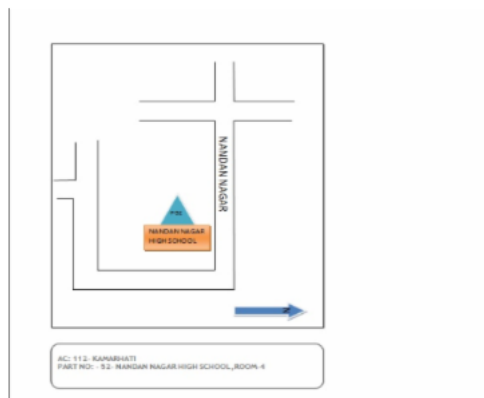 NANDAN NAGAR
NANDAN NAGAR
HIGH SCHOOL
N
AC: 112- KAMARHATI
PART NO: - 52- NANDAN NAGAR HIGH SCHOOL,ROOM-4